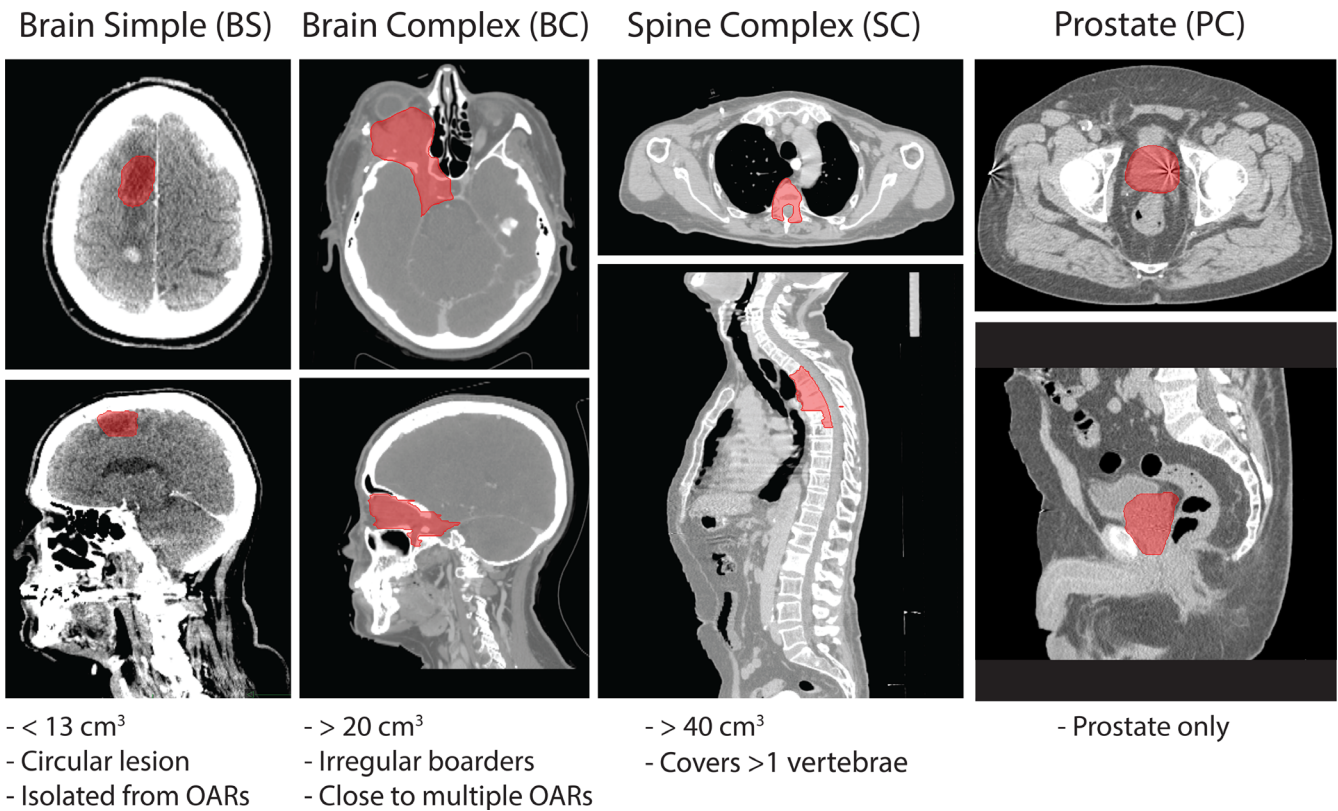 Brain Simple (BS)
Brain Complex (BC)
Spine Complex (SC)
Prostate (PC)
- < 13 cm³
- Circular lesion
- Isolated from OARs
- > 20 cm³
- Irregular boarders
- Close to multiple OARs
- > 40 cm³
- Covers >1 vertebrae
- Prostate only